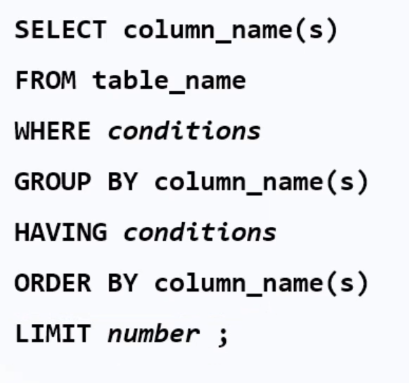 SELECT column_name(s)
FROM table_name
WHERE conditions
GROUP BY column_name(s)
HAVING conditions
ORDER BY column_name(s)
LIMIT number ;